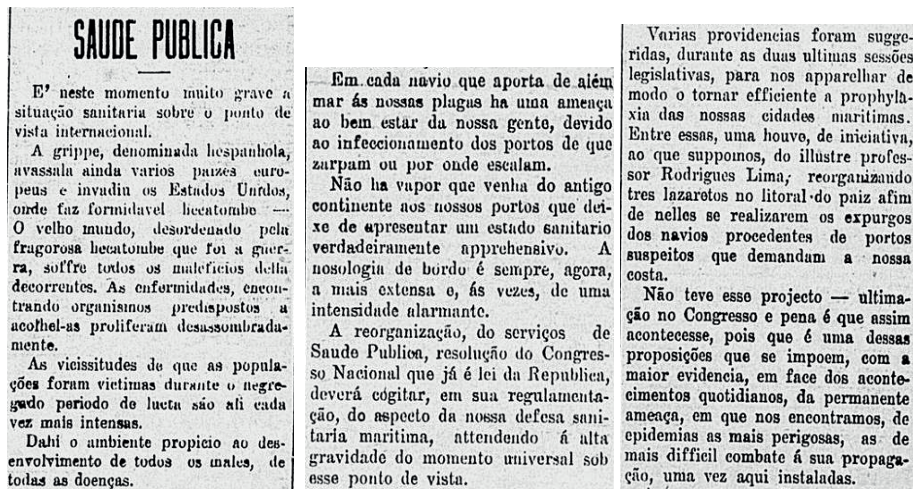 SAUDE PUBLICA
E' neste momento muito grave a
situação sanitaria sobre o ponto de
vista internacional.
A grippe, denominada hespanhola,
avassala ainda varios paizes euro-
peus e invadiu os Estados Unidos,
onde faz formidavel hecatombe —
O velho mundo, desordenado pela
fragorosa hecatombe que foi a guer-
ra, soffre todos os maleficios della
decorrentes. As enfermidades, encon-
trando organismos predispostos a
acolhel-as proliferam desassombrada-
mente.
As vicissitudes de que as popula-
ções foram victimas durante o negre-
gado periodo de lucta são ali cada
vez mais intensas.
Dahi o ambiente propicio ao des-
envolvimento de todos os males, de
todas as doenças.
Em cada navio que aporta de além
mar ás nossas plagas ha uma ameaça
ao bem estar da nossa gente, devido
ao infeccionamento dos portos de que
zarpam ou por onde escalam.
Não ha vapor que venha do antigo
continente aos nossos portos que dei-
xe de apresentar um estado sanitario
verdadeiramente apprehensivo. A
nosologia de bordo é sempre, agora,
a mais extensa e, ás vezes, de uma
intensidade alarmante.
A reorganização, do serviços de
Saude Publica, resolução do Congres-
so Nacional que já é lei da Republica,
deverá cógitar, em sua regulamenta-
ção, do aspecto da nossa defesa sani-
taria maritima, attendendo á alta
gravidade do momento universal sob
esse ponto de vista.
Varias providencias foram sugge-
ridas, durante as duas ultimas sessões
legislativas, para nos apparelhar de
modo o tornar efficiente a prophyla-
xia das nossas cidades maritimas.
Entre essas, uma houve, de iniciativa,
ao que suppomos, do illustre profes-
sor Rodrigues Lima, reorganizando
tres lazaretos no litoral do paiz afim
de nelles se realizarem os expurgos
dos navios procedentes de portos
suspeitos que demandam a nossa
costa.
Não teve esse projecto — ultima-
ção no Congresso e pena é que assim
acontecesse, pois que é uma dessas
proposições que se impoem, com a
maior evidencia, em face dos aconte-
cimentos quotidianos, da permanente
ameaça, em que nos encontramos, de
epidemias as mais perigosas, as de
mais difficil combate á sua propaga-
ção, uma vez aqui instaladas.